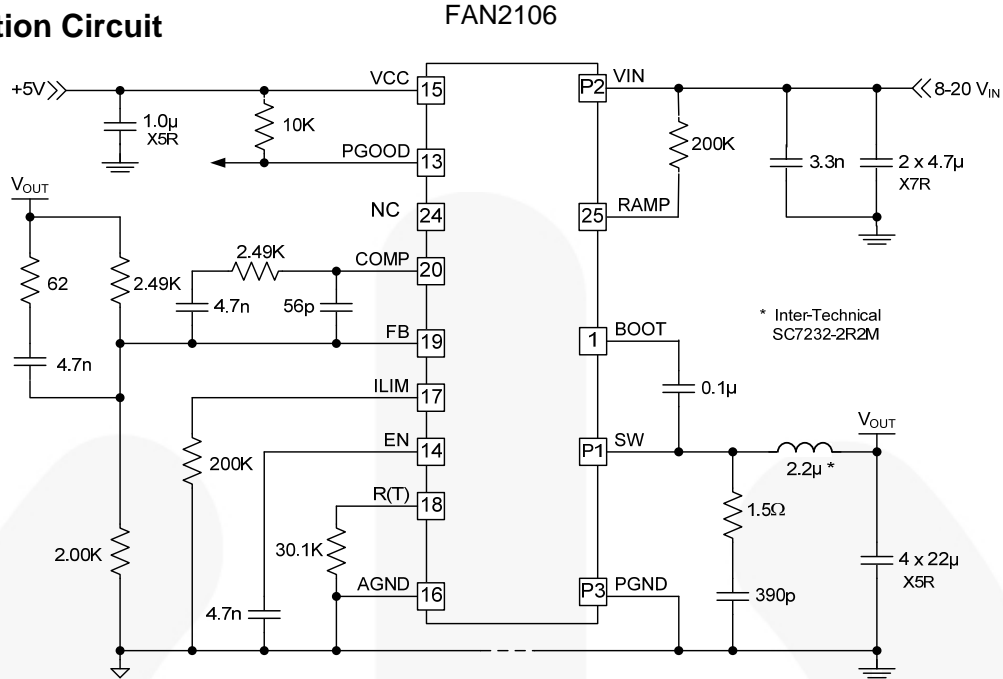 FAN2106
tion Circuit
+5V
VCC
15
1.0µ
X5R
10K
PGOOD
13
VOUT
NC
24
62
2.49K
2.49K
COMP
20
4.7n
56p
4.7n
FB
19
ILIM
17
200K
EN
14
R(T)
18
30.1K
2.00K
AGND
16
4.7n
P2
VIN
8-20 VIN
200K
3.3n
2 x 4.7µ
X7R
25
RAMP
* Inter-Technical
SC7232-2R2M
1
BOOT
0.1µ
P1
SW
VOUT
2.2µ *
1.5Ω
4 x 22µ
X5R
390p
P3
PGND